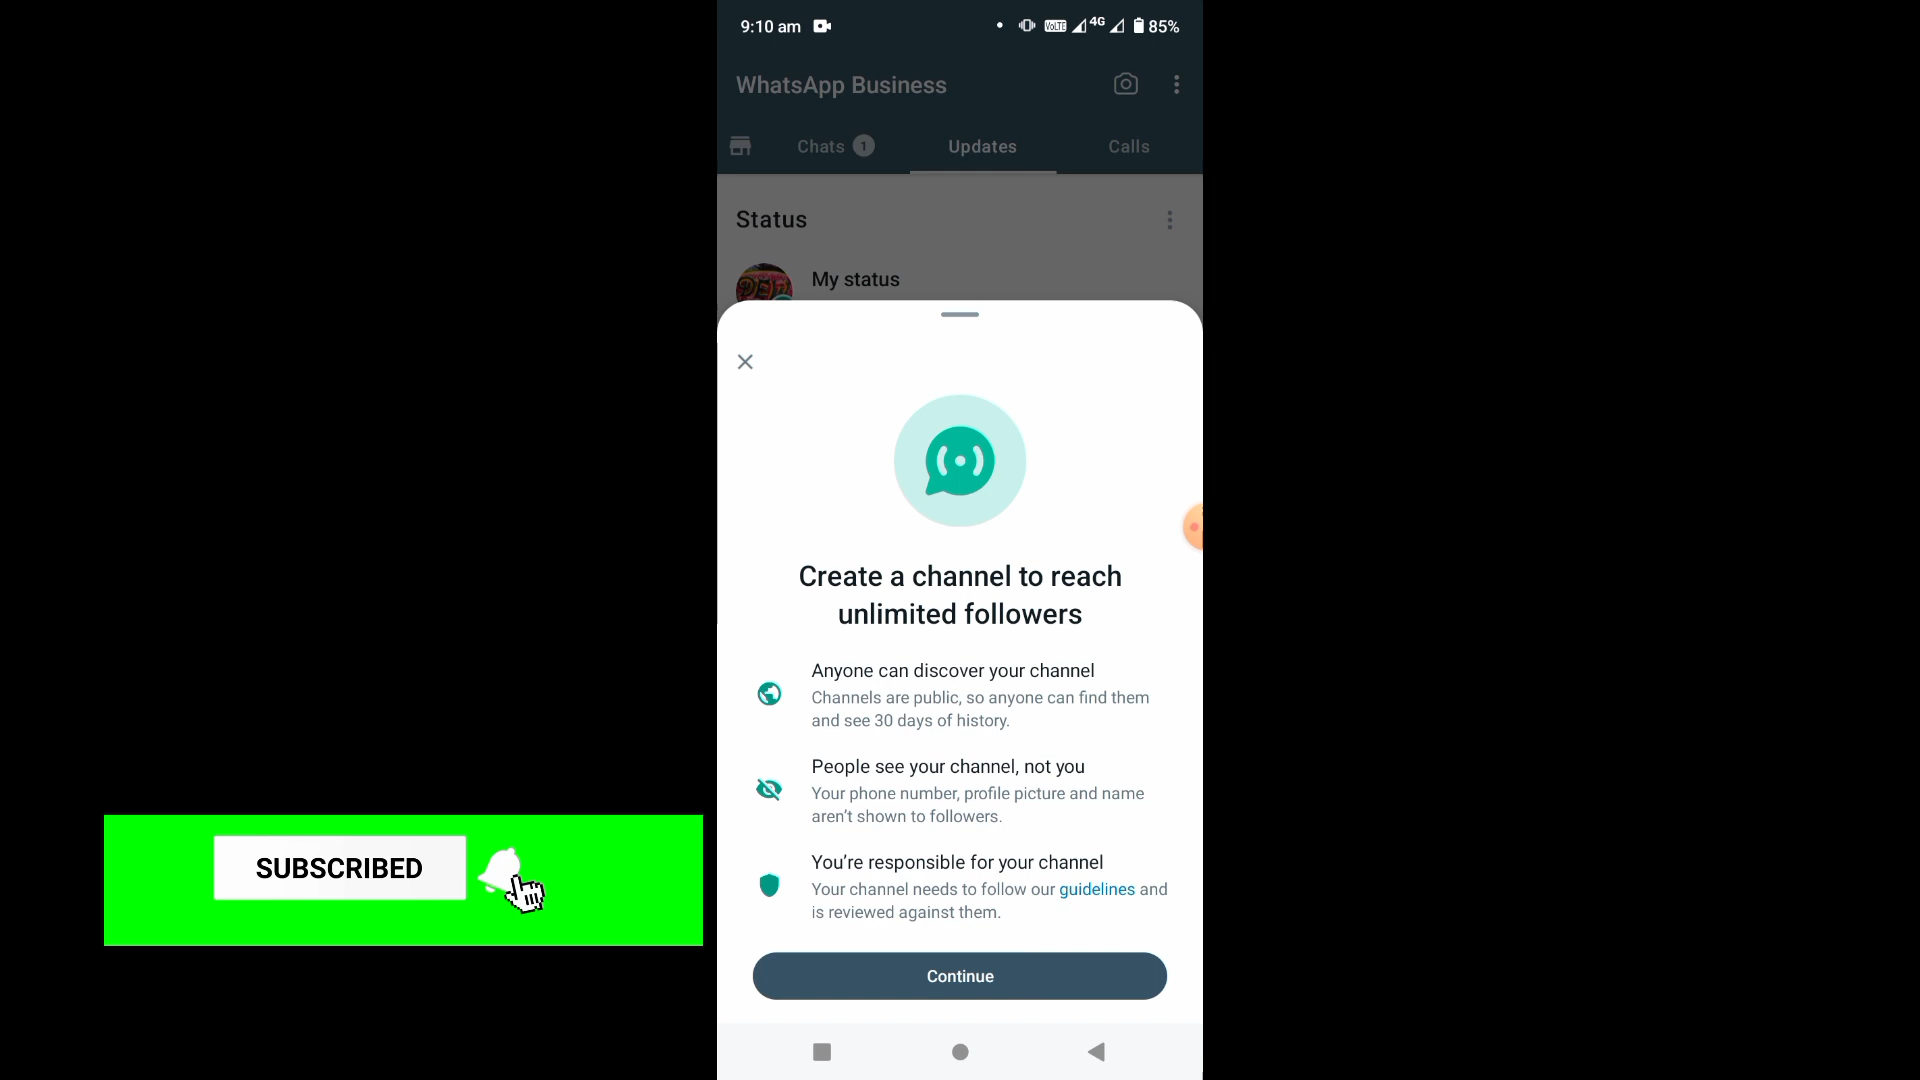 9:10 am
VoLTE 4G 85%
WhatsApp Business
Chats 1 Updates Calls
Status
My status
Create a channel to reach
unlimited followers
Anyone can discover your channel
Channels are public, so anyone can find them
and see 30 days of history.
People see your channel, not you
Your phone number, profile picture and name
aren't shown to followers.
You're responsible for your channel
Your channel needs to follow our guidelines and
is reviewed against them.
Continue
SUBSCRIBED